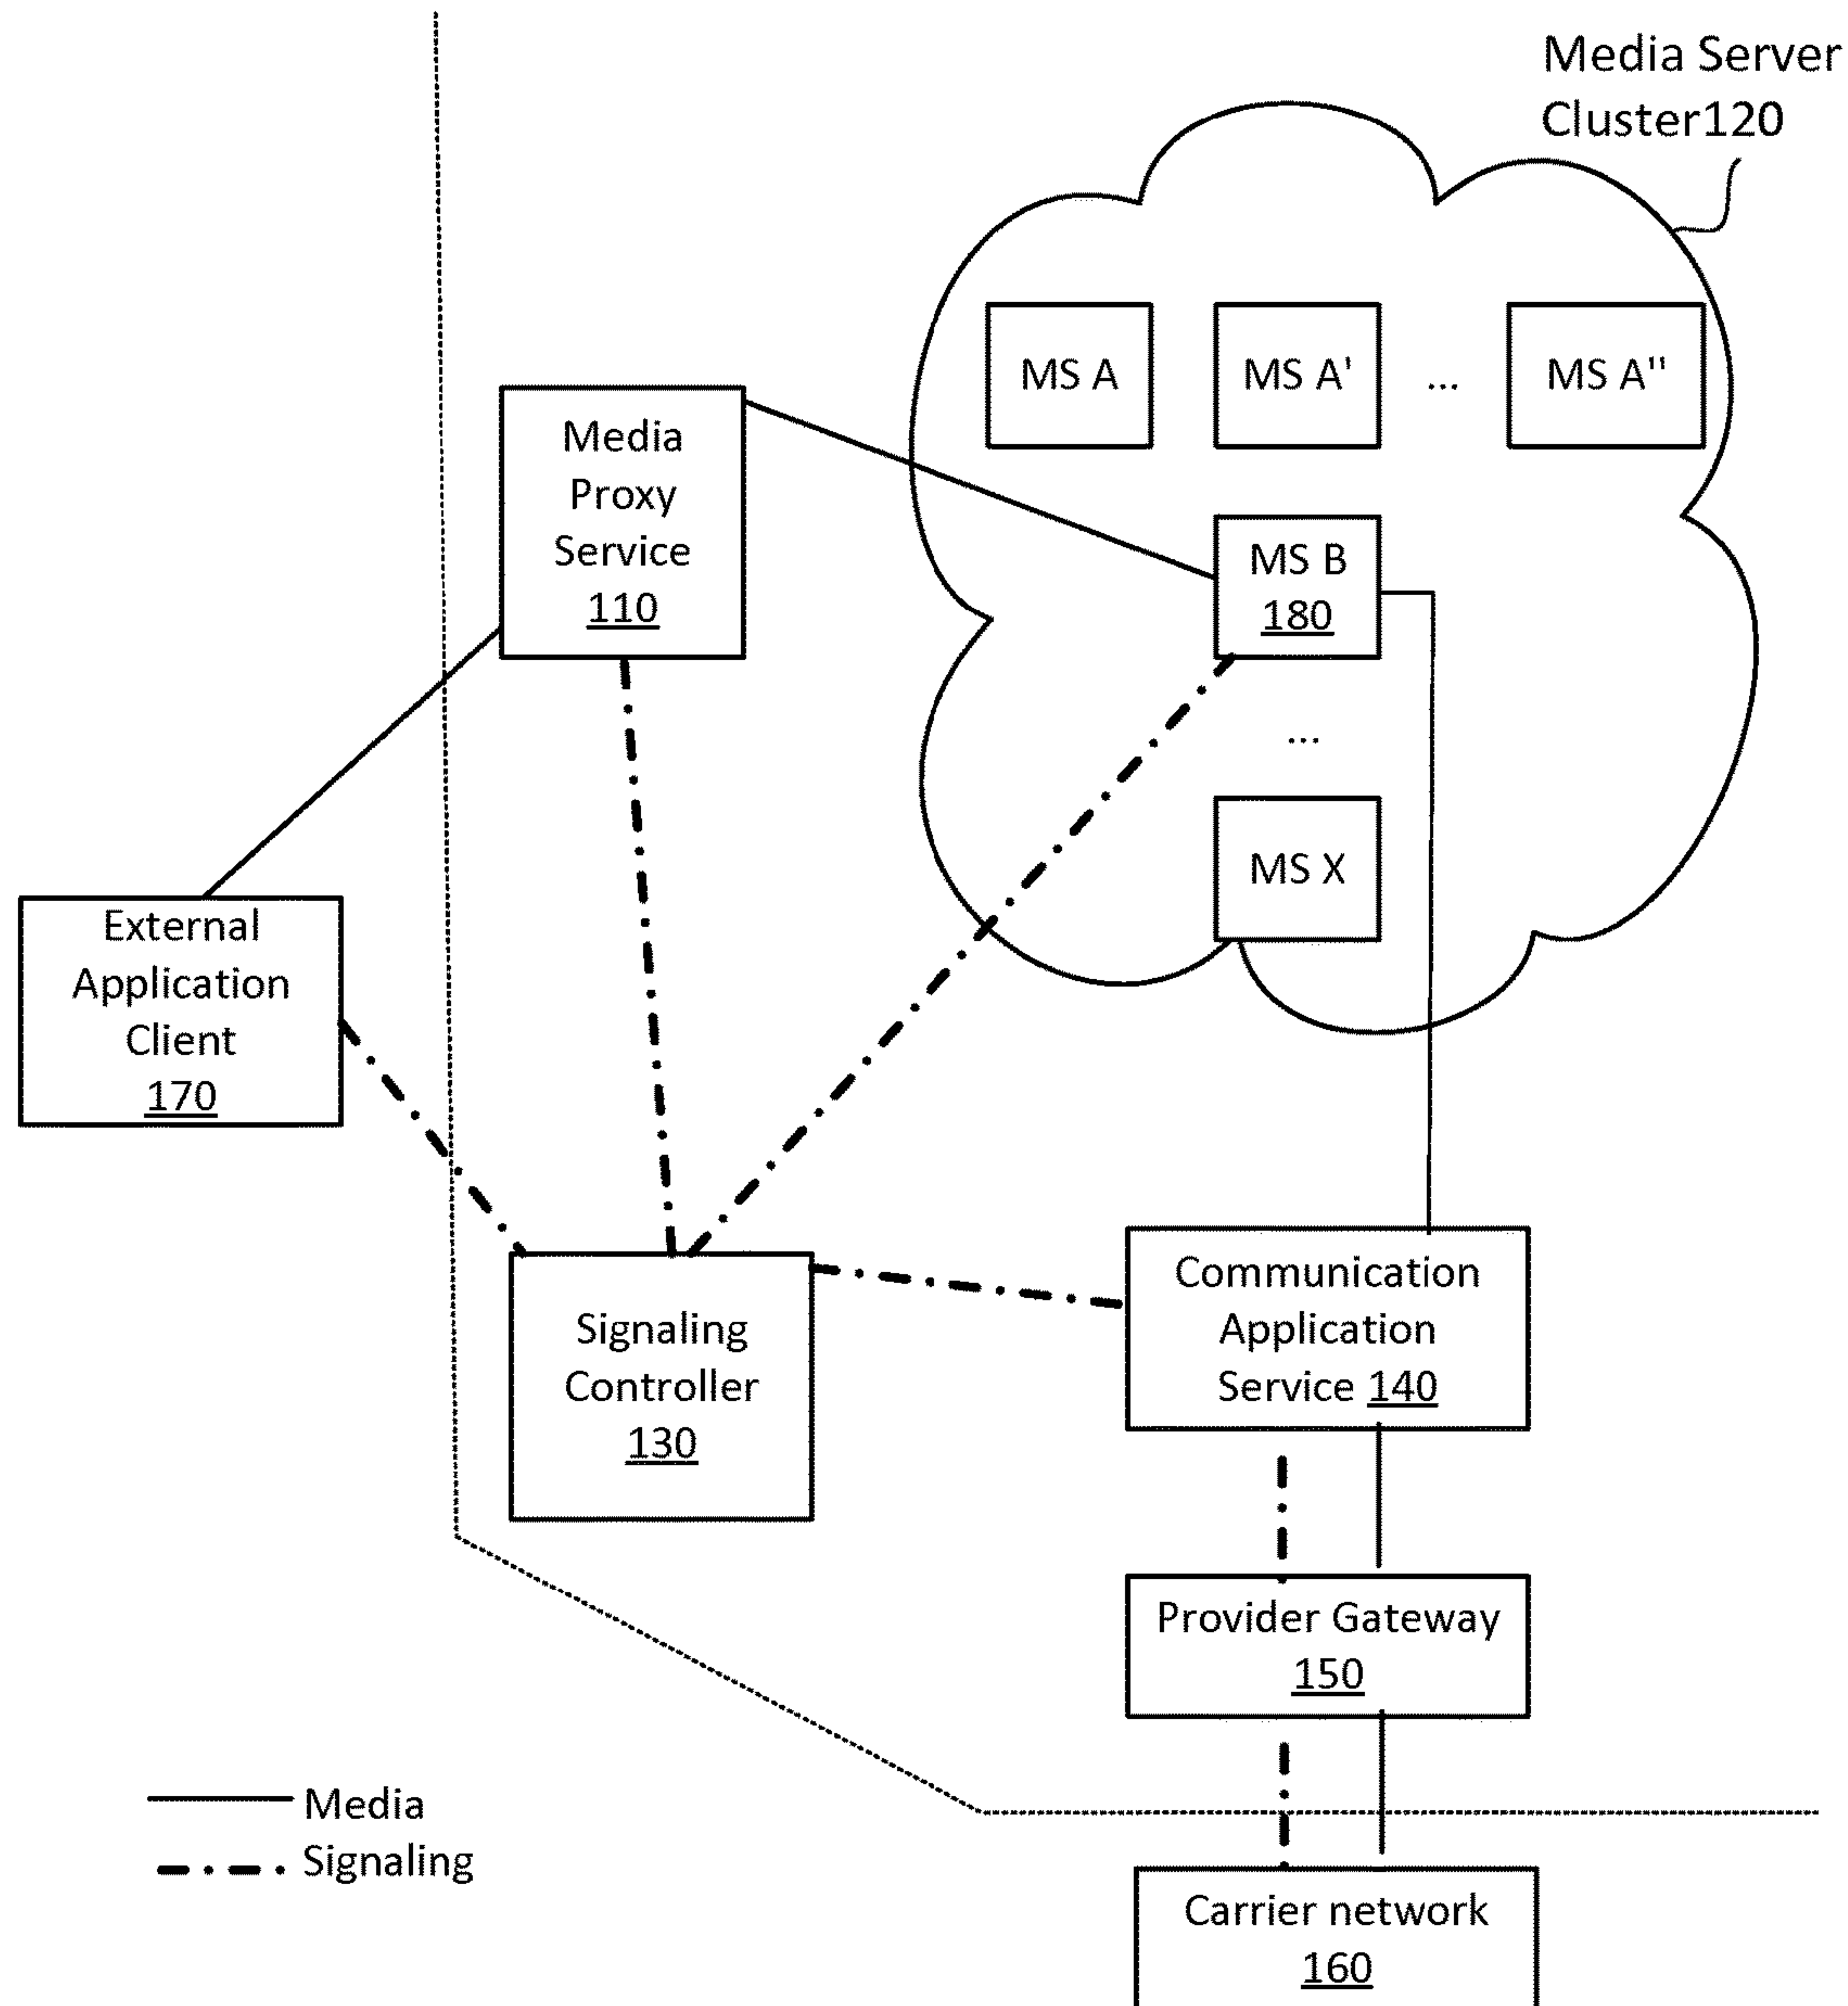 Media Server
Cluster120
MS A
MS A'
...
MS A"
Media
Proxy
Service
110
MS B
180
...
MS X
External
Application
Client
170
Signaling
Controller
130
Communication
Application
Service 140
Provider Gateway
150
Media
Signaling
Carrier network
160